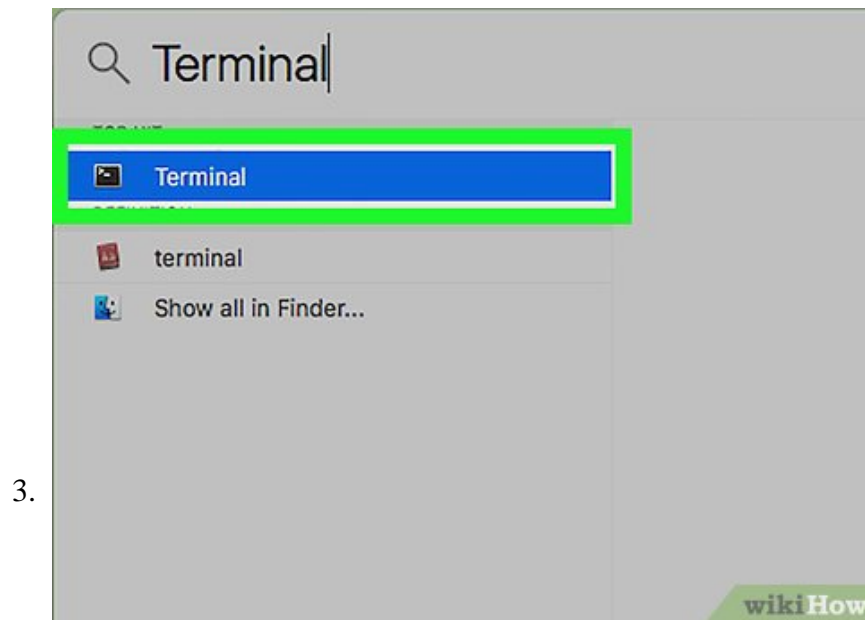 Terminal
Terminal
terminal
Show all in Finder...
3.
wikiHow